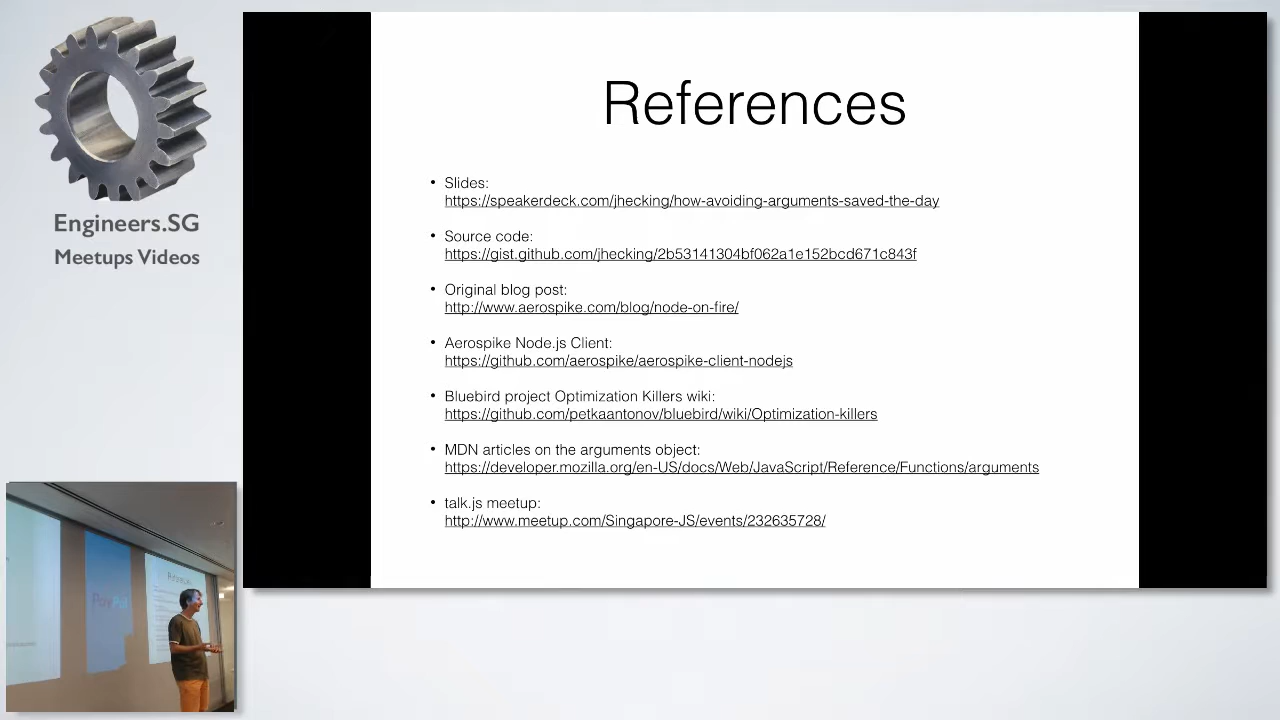 Engineers.SG
Meetups Videos
References
• Slides:
https://speakerdeck.com/jhecking/how-avoiding-arguments-saved-the-day
• Source code:
https://gist.github.com/jhecking/2b53141304bf062a1e152bcd671c843f
• Original blog post:
http://www.aerospike.com/blog/node-on-fire/
• Aerospike Node.js Client:
https://github.com/aerospike/aerospike-client-nodejs
• Bluebird project Optimization Killers wiki:
https://github.com/petkaantonov/bluebird/wiki/Optimization-killers
• MDN articles on the arguments object:
https://developer.mozilla.org/en-US/docs/Web/JavaScript/Reference/Functions/arguments
• talk.js meetup:
http://www.meetup.com/Singapore-JS/events/232635728/
PayPal
References